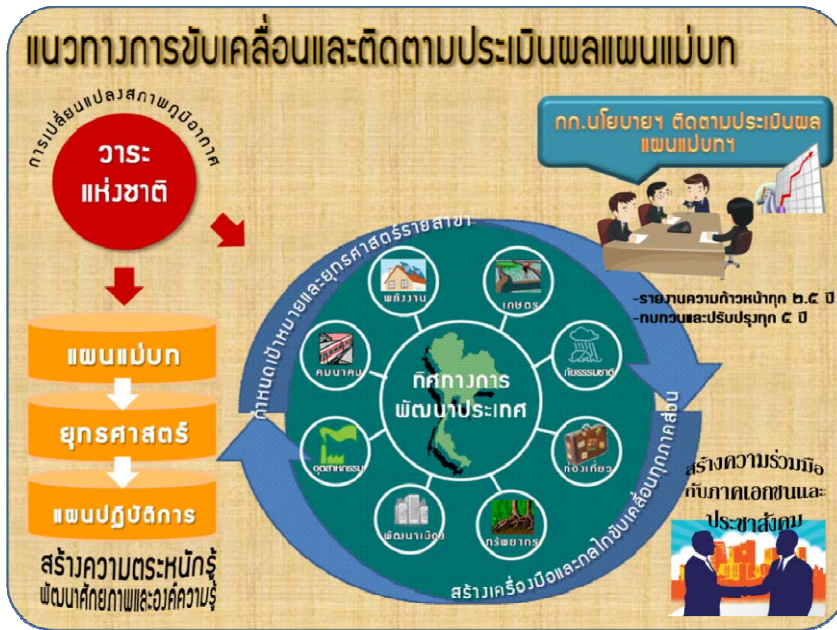 แนวทางการขับเคลื่อนและติดตามประเมินผลแผนแม่บท
การเปลี่ยนแปลงสภาพภูมิอากาศ
วาระ
แห่งชาติ
แผนแม่บท
ยุทธศาสตร์
แผนปฏิบัติการ
สร้างความตระหนักรู้
พัฒนาศักยภาพและองค์ความรู้
กำหนดเป้าหมายและยุทธศาสตร์รายสาขา
พลังงาน
เกษตร
คมนาคม
ภัยธรรมชาติ
ทิศทางการ
พัฒนาประเทศ
อุตสาหกรรม
ท่องเที่ยว
พัฒนาเมือง
ทรัพยากร
สร้างเครื่องมือและกลไกขับเคลื่อนทุกภาคส่วน
กก.นโยบายฯ ติดตามประเมินผล
แผนแม่บทฯ
-รายงานความก้าวหน้าทุก ๒.๕ ปี
-ทบทวนและปรับปรุงทุก ๕ ปี
สร้างความร่วมมือ
กับภาคเอกชนและ
ประชาสังคม